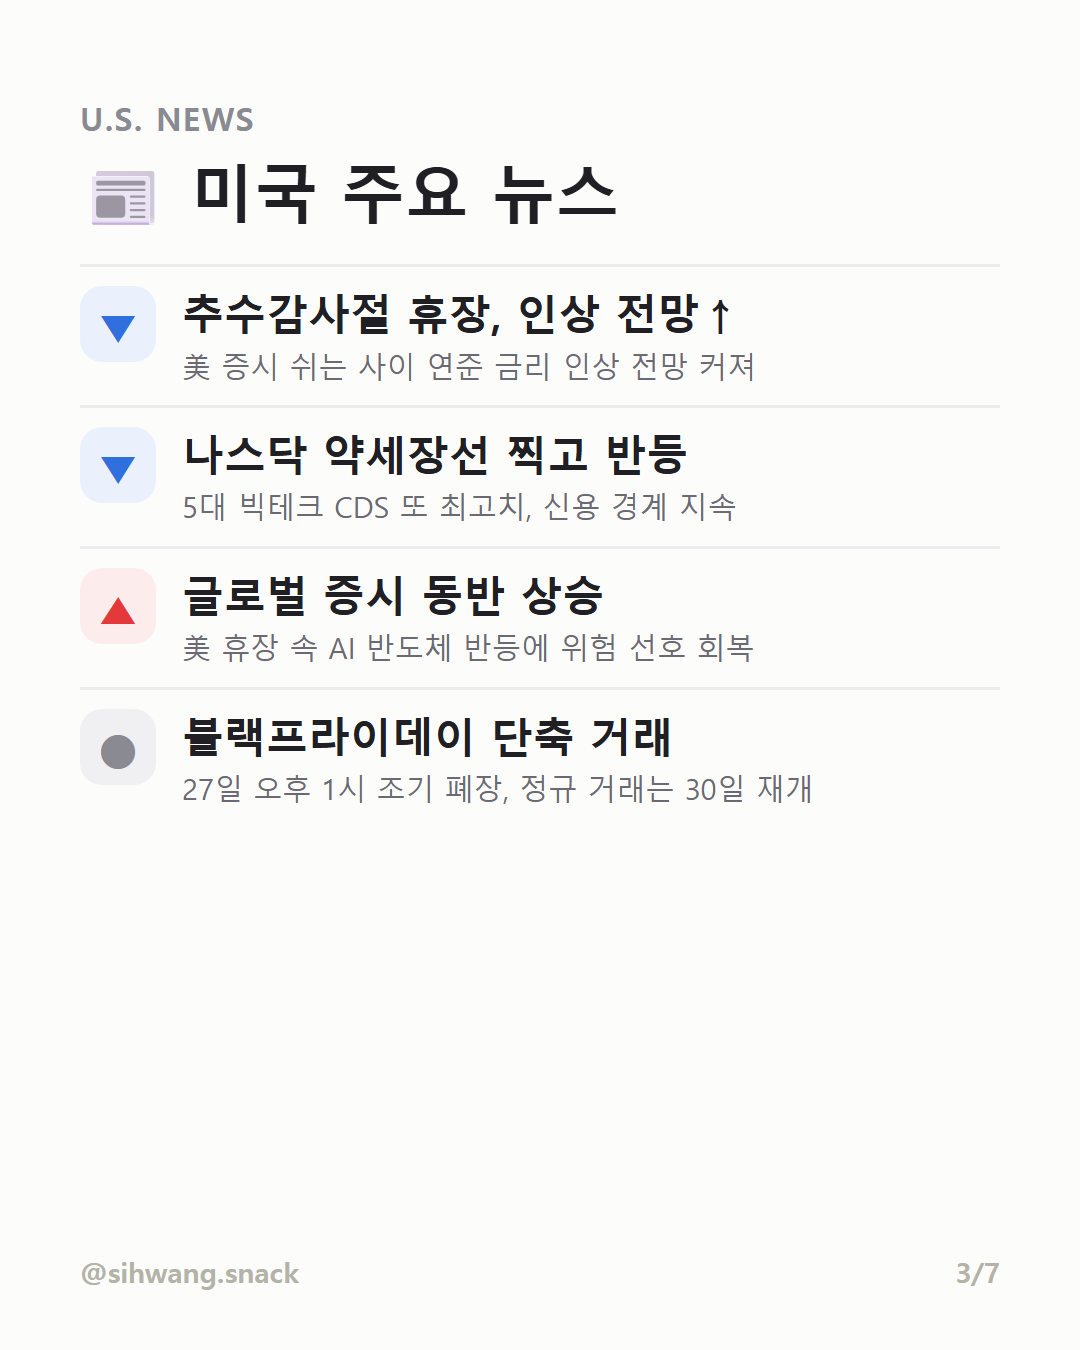 U.S. NEWS
미국 주요 뉴스
추수감사절 휴장, 인상 전망↑
美 증시 쉬는 사이 연준 금리 인상 전망 커져
나스닥 약세장선 찍고 반등
5대 빅테크 CDS 또 최고치, 신용 경계 지속
글로벌 증시 동반 상승
美 휴장 속 AI 반도체 반등에 위험 선호 회복
블랙프라이데이 단축 거래
27일 오후 1시 조기 폐장, 정규 거래는 30일 재개
@sihwang.snack
3/7